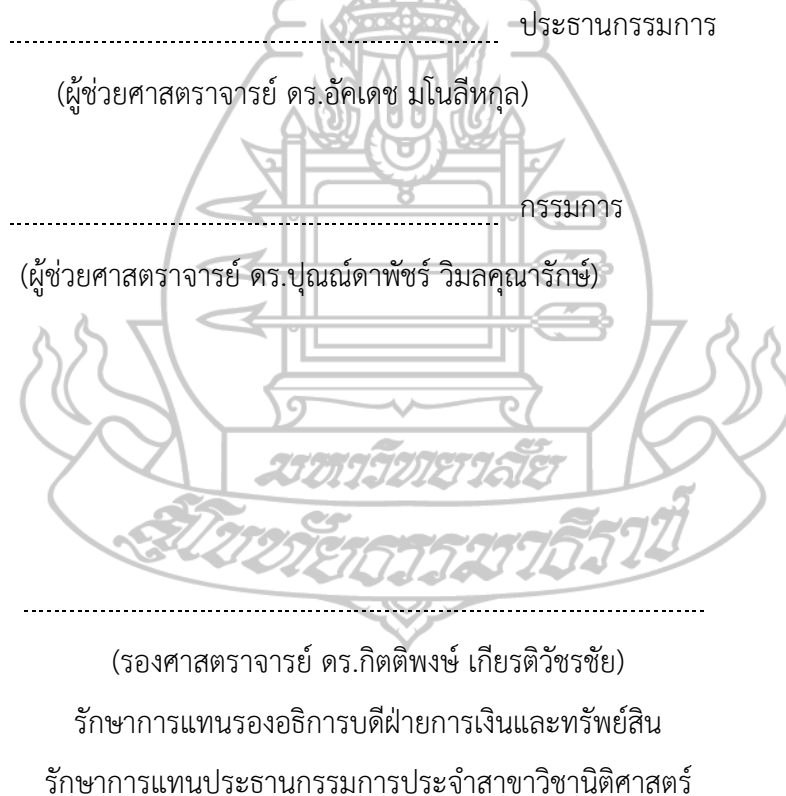 ประธานกรรมการ
(ผู้ช่วยศาสตราจารย์ ดร.อัคเดช มโนลีหกุล)
กรรมการ
(ผู้ช่วยศาสตราจารย์ ดร.ปุณณ์ดาพัชร์ วิมลคุณารักษ์)
มหาวิทยาลัย
สุโขทัยธรรมาธิราช
(รองศาสตราจารย์ ดร.กิตติพงษ์ เกียรติวัชรชัย)
รักษาการแทนรองอธิการบดีฝ่ายการเงินและทรัพย์สิน
รักษาการแทนประธานกรรมการประจำสาขาวิชานิติศาสตร์